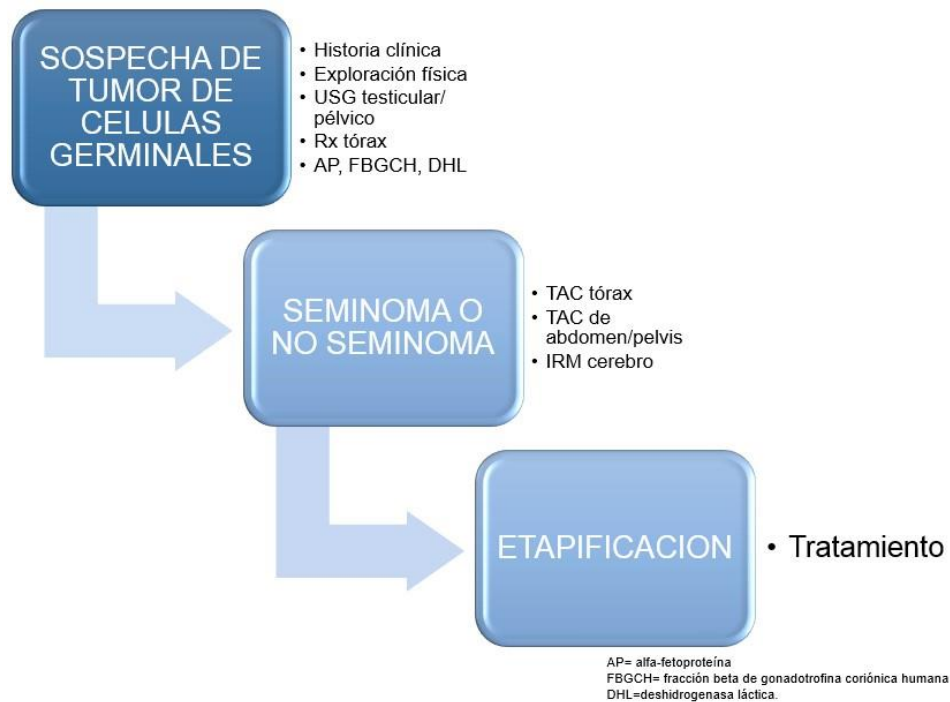 SOSPECHA DE
TUMOR DE
CELULAS
GERMINALES
• Historia clínica
• Exploración física
• USG testicular/
pélvico
• Rx tórax
• AP, FBGCH, DHL
SEMINOMA O
NO SEMINOMA
• TAC tórax
• TAC de
abdomen/pelvis
• IRM cerebro
ETAPIFICACION
• Tratamiento
AP= alfa-fetoproteína
FBGCH= fracción beta de gonadotrofina coriónica humana
DHL=deshidrogenasa láctica.